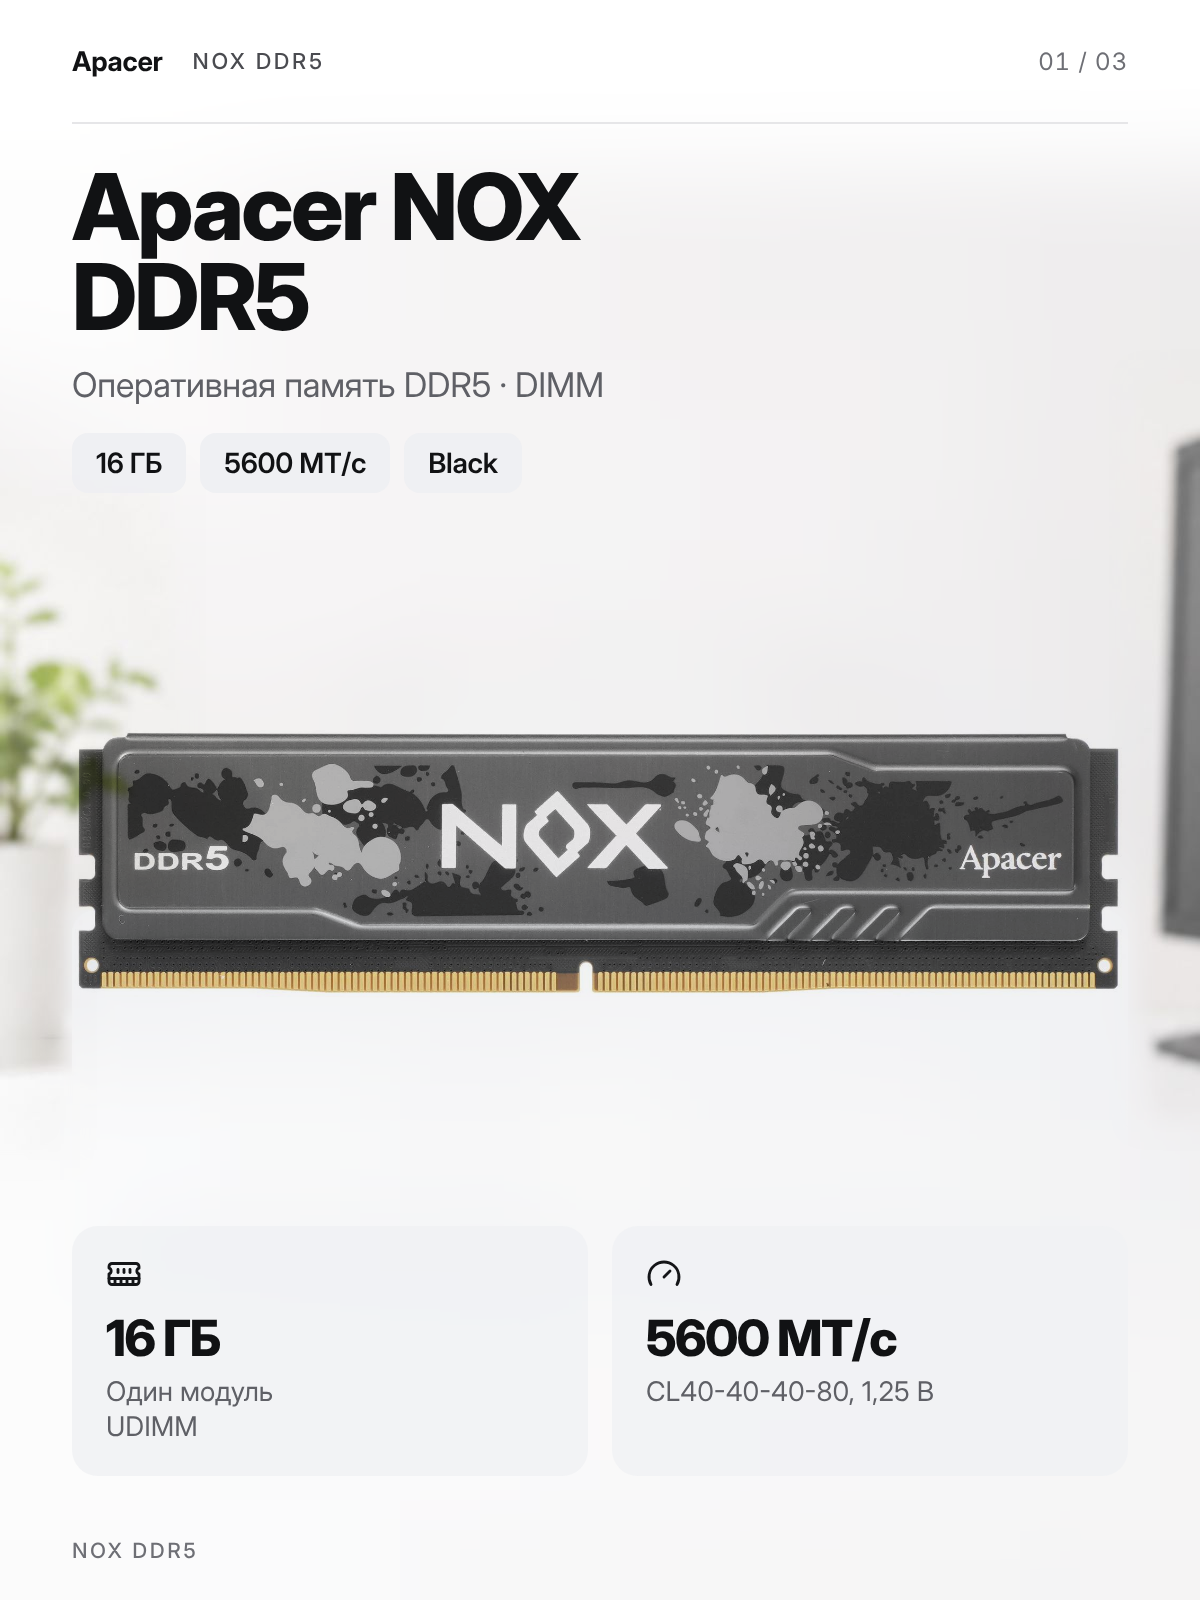 Apacer NOX DDR5 01 / 03
Apacer NOX
DDR5
Оперативная память DDR5 · DIMM
16 ГБ 5600 МТ/с Black
DDR5 NOX Apacer
16 ГБ
Один модуль
UDIMM
5600 МТ/с
CL40-40-40-80, 1,25 В
NOX DDR5